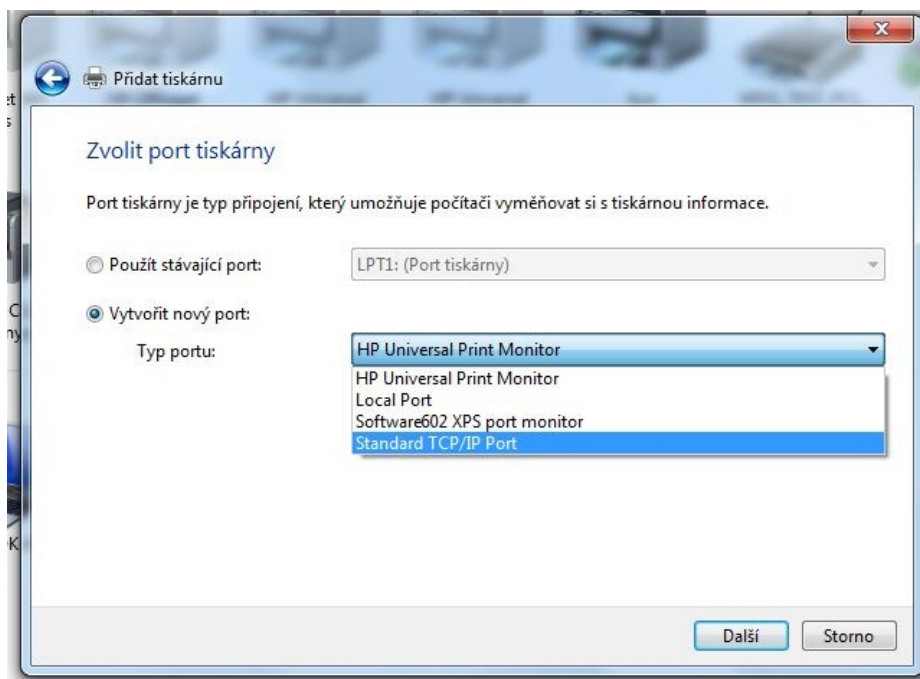 Přidat tiskárnu
Zvolit port tiskárny
Port tiskárny je typ připojení, který umožňuje počítači vyměňovat si s tiskárnou informace.
Použít stávající port:
LPT1: (Port tiskárny)
Vytvořit nový port:
Typ portu:
HP Universal Print Monitor
HP Universal Print Monitor
Local Port
Software602 XPS port monitor
Standard TCP/IP Port
Další
Storno